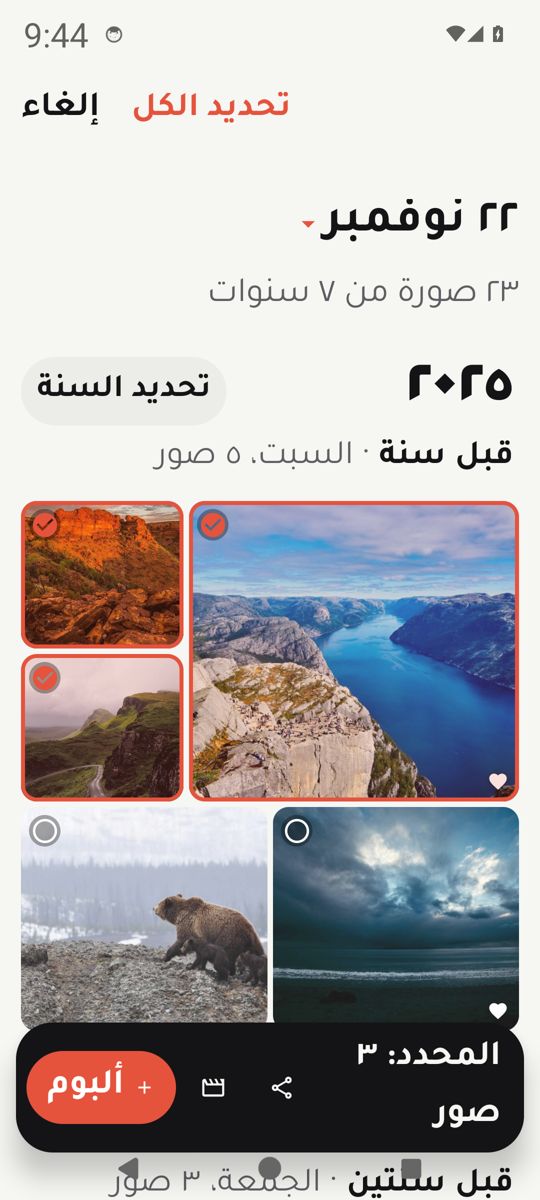 9:44
تحديد الكل
إلغاء
٢٢ نوفمبر
٢٣ صورة من ٧ سنوات
٢٠٢٥
تحديد السنة
قبل سنة · السبت، ٥ صور
المحدد: ٣
صور
+ ألبوم
قبل سنتين · الجمعة، ٣ صور